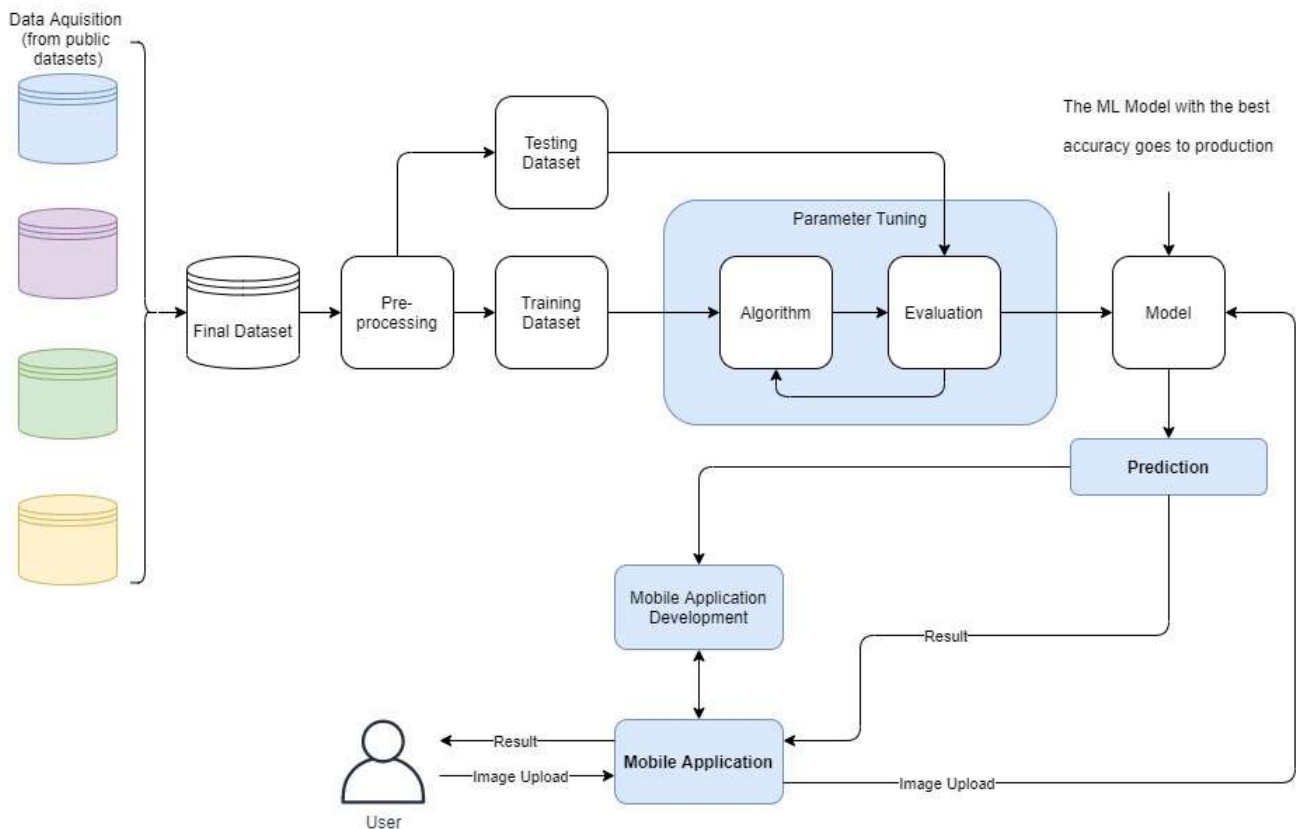 Data Aquisition
(from public
datasets)
The ML Model with the best
accuracy goes to production
Testing
Dataset
Parameter Tuning
Final Dataset
Pre-
processing
Training
Dataset
Algorithm
Evaluation
Model
Prediction
Mobile Application
Development
Result
Result
Mobile Application
Image Upload
Image Upload
User